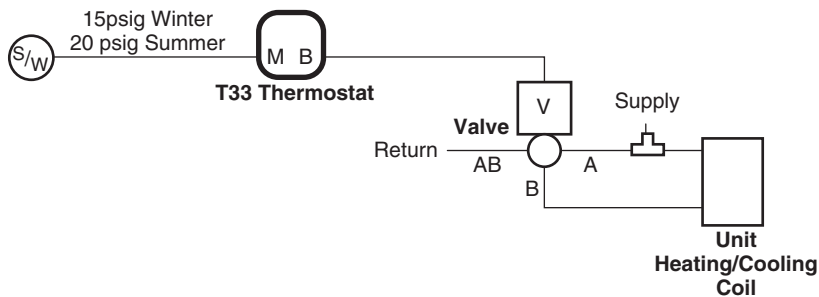 15psig Winter
20 psig Summer
S/W
M B
T33 Thermostat
V
Supply
Valve
Return
AB
A
B
Unit
Heating/Cooling
Coil